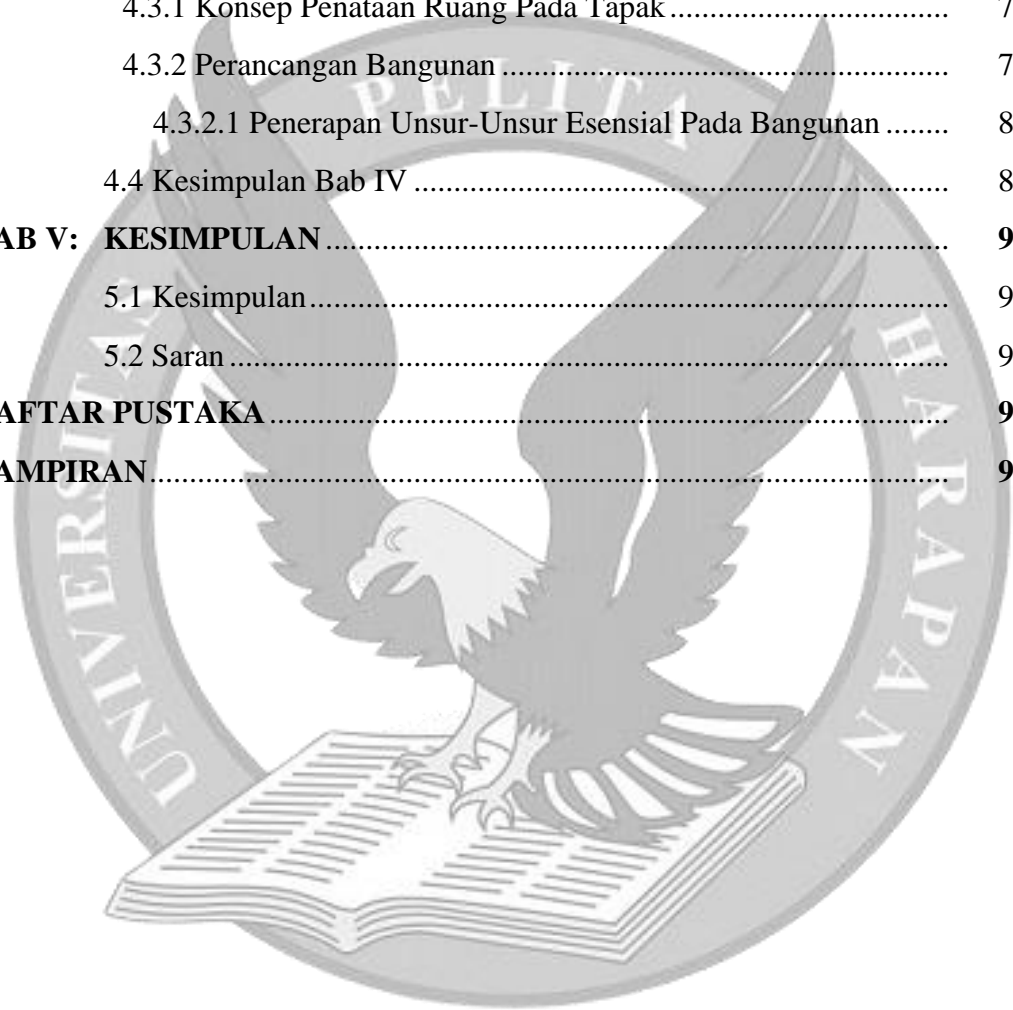 4.3.1 Konsep Penataan Ruang Pada Tapak ................................ 7
4.3.2 Perancangan Bangunan ................................ 7
4.3.2.1 Penerapan Unsur-Unsur Esensial Pada Bangunan ........ 8
4.4 Kesimpulan Bab IV ................................ 8
AB V: KESIMPULAN ................................ 9
5.1 Kesimpulan ................................ 9
5.2 Saran ................................ 9
AFTAR PUSTAKA ................................ 9
AMPIRAN ................................ 9
UNIVERSITAS PELITA HARAPAN